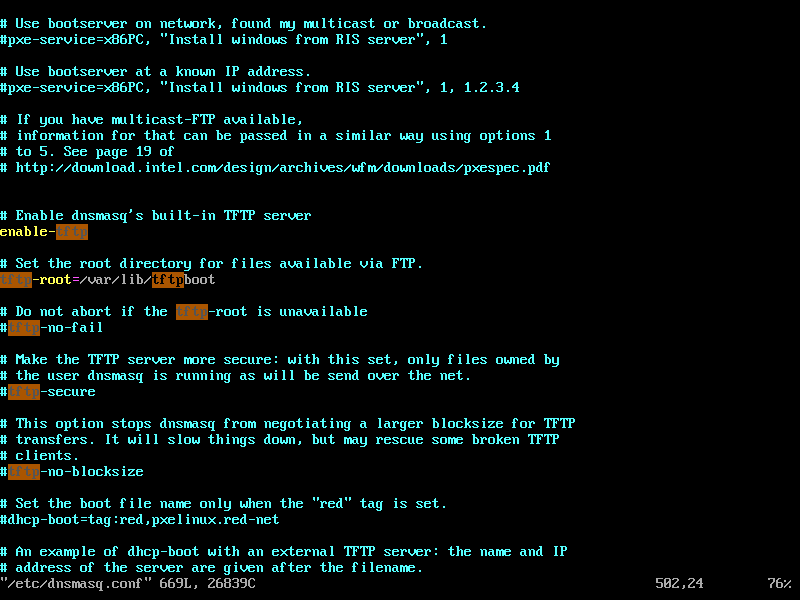 # Use bootserver on network, found my multicast or broadcast.
#pxe-service=x86PC, "Install windows from RIS server", 1
# Use bootserver at a known IP address.
#pxe-service=x86PC, "Install windows from RIS server", 1, 1.2.3.4
# If you have multicast-FTP available,
# information for that can be passed in a similar way using options 1
# to 5. See page 19 of
# http://download.intel.com/design/archives/wfm/downloads/pxespec.pdf
# Enable dnsmasq's built-in TFTP server
enable-tftp
# Set the root directory for files available via FTP.
tftp-root=/var/lib/tftpboot
# Do not abort if the tftp-root is unavailable
#tftp-no-fail
# Make the TFTP server more secure: with this set, only files owned by
# the user dnsmasq is running as will be send over the net.
#tftp-secure
# This option stops dnsmasq from negotiating a larger blocksize for TFTP
# transfers. It will slow things down, but may rescue some broken TFTP
# clients.
#tftp-no-blocksize
# Set the boot file name only when the "red" tag is set.
#dhcp-boot=tag:red,pxelinux.red-net
# An example of dhcp-boot with an external TFTP server: the name and IP
# address of the server are given after the filename.
"/etc/dnsmasq.conf" 669L, 26839C 502,24 76%